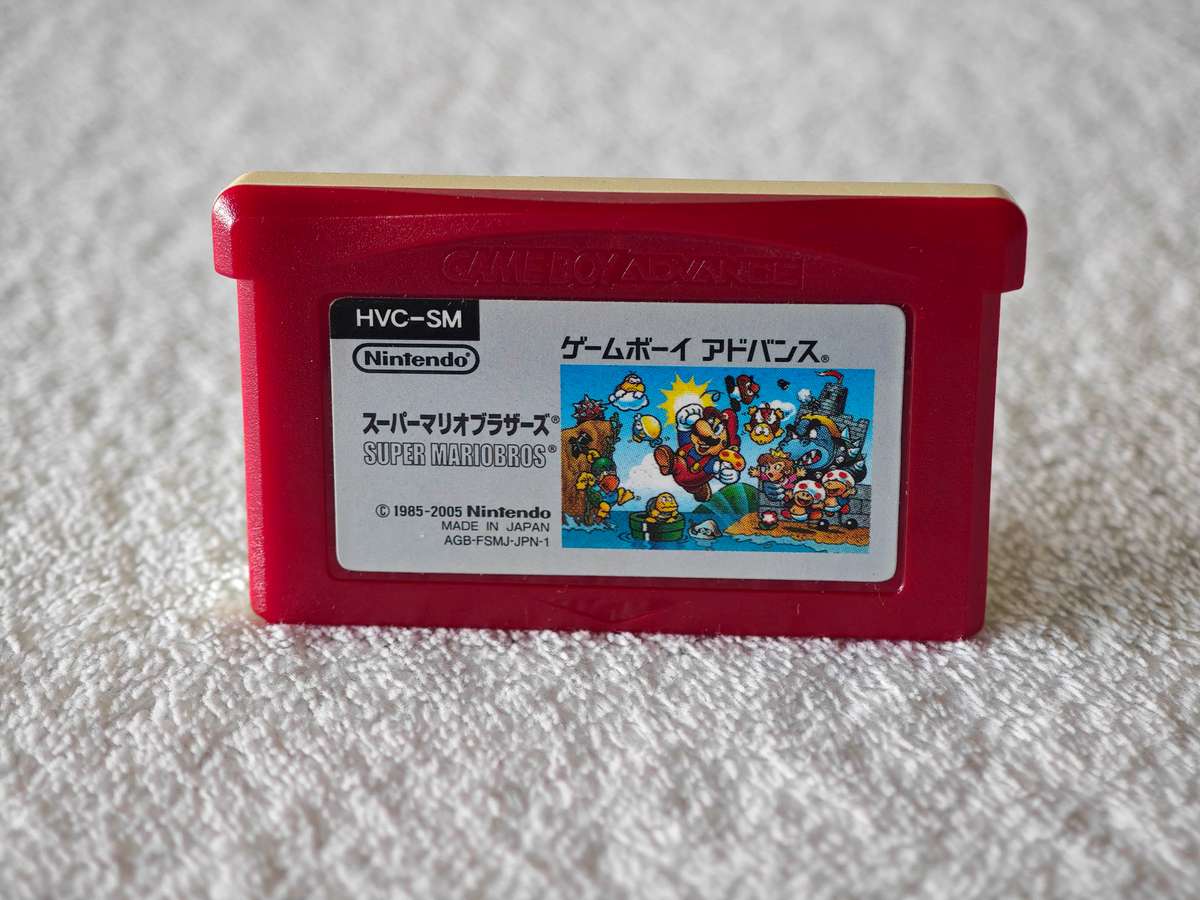 GAME BOY ADVANCE
HVC-SM
Nintendo®
ゲームボーイ アドバンス®
スーパーマリオブラザーズ®
SUPER MARIOBROS®
© 1985-2005 Nintendo
MADE IN JAPAN
AGB-FSMJ-JPN-1